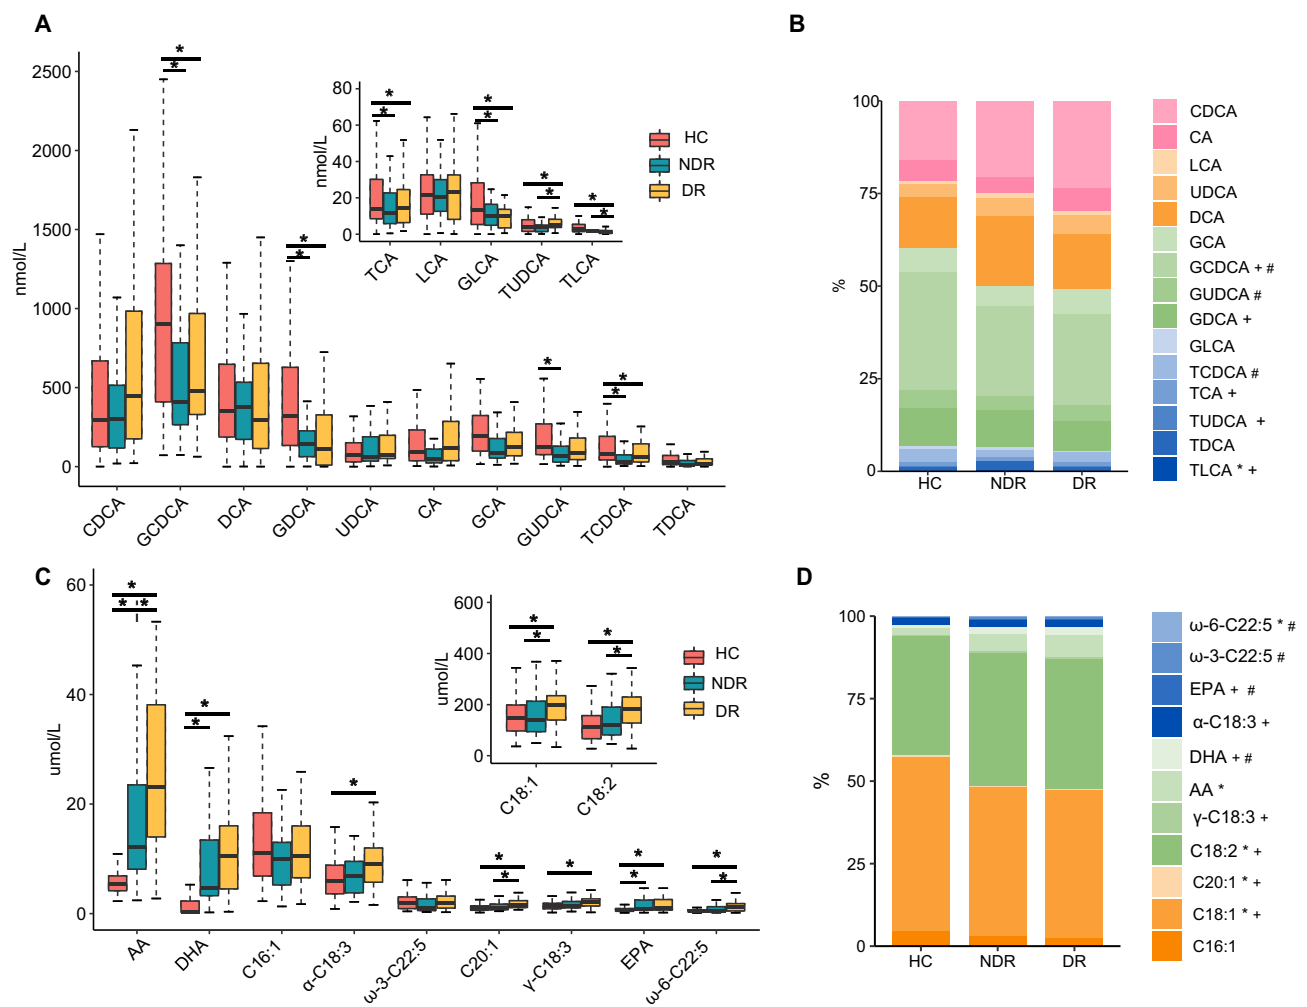 A
2500
2000
1500
1000
500
0
nmol/L
CDCA
GCDCA
DCA
GDCA
UDCA
CA
GCA
GUDCA
TCDCA
TDCA
* * * * * * *
80
60
40
20
0
nmol/L
TCA
LCA
GLCA
TUDCA
TLCA
* * * * * * * *
HC
NDR
DR
B
100
75
50
25
0
%
HC
NDR
DR
CDCA
CA
LCA
UDCA
DCA
GCA
GCDCA + #
GUDCA #
GDCA +
GLCA
TCDCA #
TCA +
TUDCA +
TDCA
TLCA * +
C
60
40
20
0
umol/L
AA
DHA
C16:1
α-C18:3
ω-3-C22:5
C20:1
γ-C18:3
EPA
ω-6-C22:5
* * * * * * * * * * * * *
600
400
200
0
umol/L
C18:1
C18:2
* * * *
HC
NDR
DR
D
100
75
50
25
0
%
HC
NDR
DR
ω-6-C22:5 * #
ω-3-C22:5 #
EPA + #
α-C18:3 +
DHA + #
AA *
γ-C18:3 +
C18:2 * +
C20:1 * +
C18:1 * +
C16:1